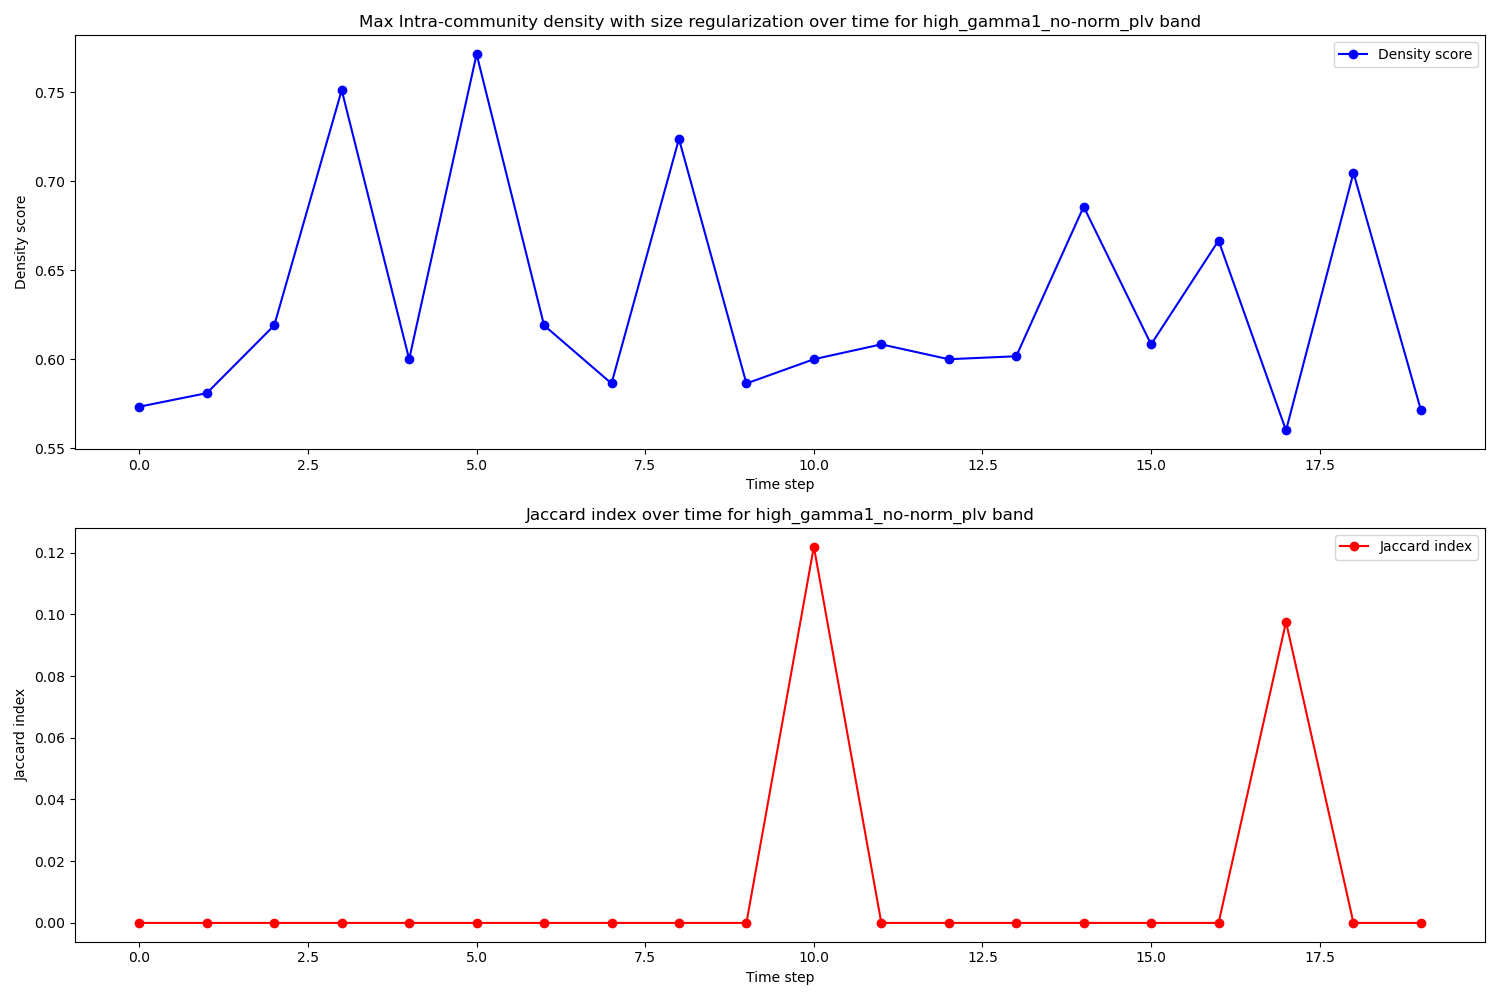 Max Intra-community density with size regularization over time for high_gamma1_no-norm_plv band
Density score
0.75
0.70
0.65
0.60
0.55
Density score
0.0 2.5 5.0 7.5 10.0 12.5 15.0 17.5
Time step
Jaccard index over time for high_gamma1_no-norm_plv band
Jaccard index
0.12
0.10
0.08
0.06
0.04
0.02
0.00
Jaccard index
0.0 2.5 5.0 7.5 10.0 12.5 15.0 17.5
Time step